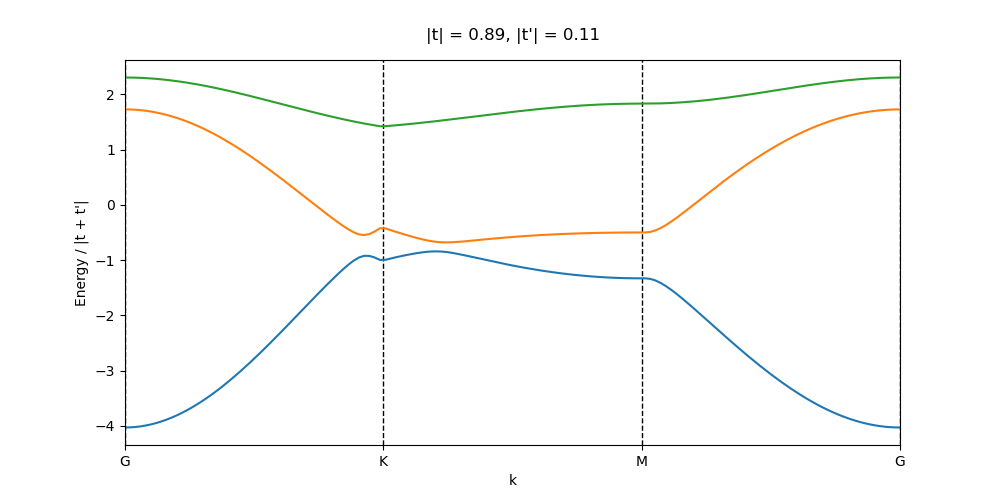 |t| = 0.89, |t'| = 0.11
Energy / |t + t'|
2
1
0
−1
−2
−3
−4
G
K
M
G
k